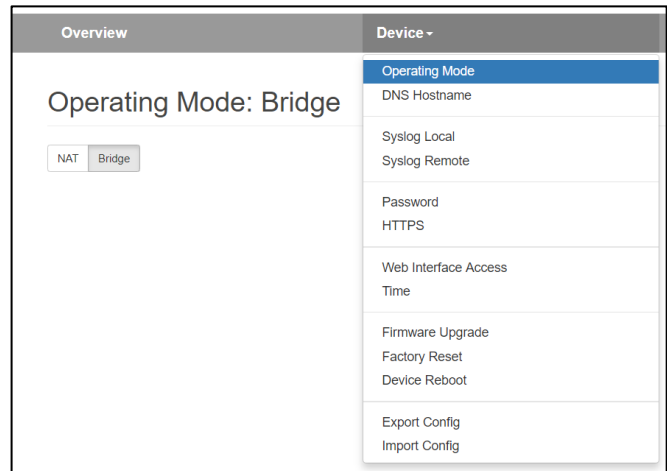 Overview
Device
Operating Mode: Bridge
NAT
Bridge
Operating Mode
DNS Hostname
Syslog Local
Syslog Remote
Password
HTTPS
Web Interface Access
Time
Firmware Upgrade
Factory Reset
Device Reboot
Export Config
Import Config